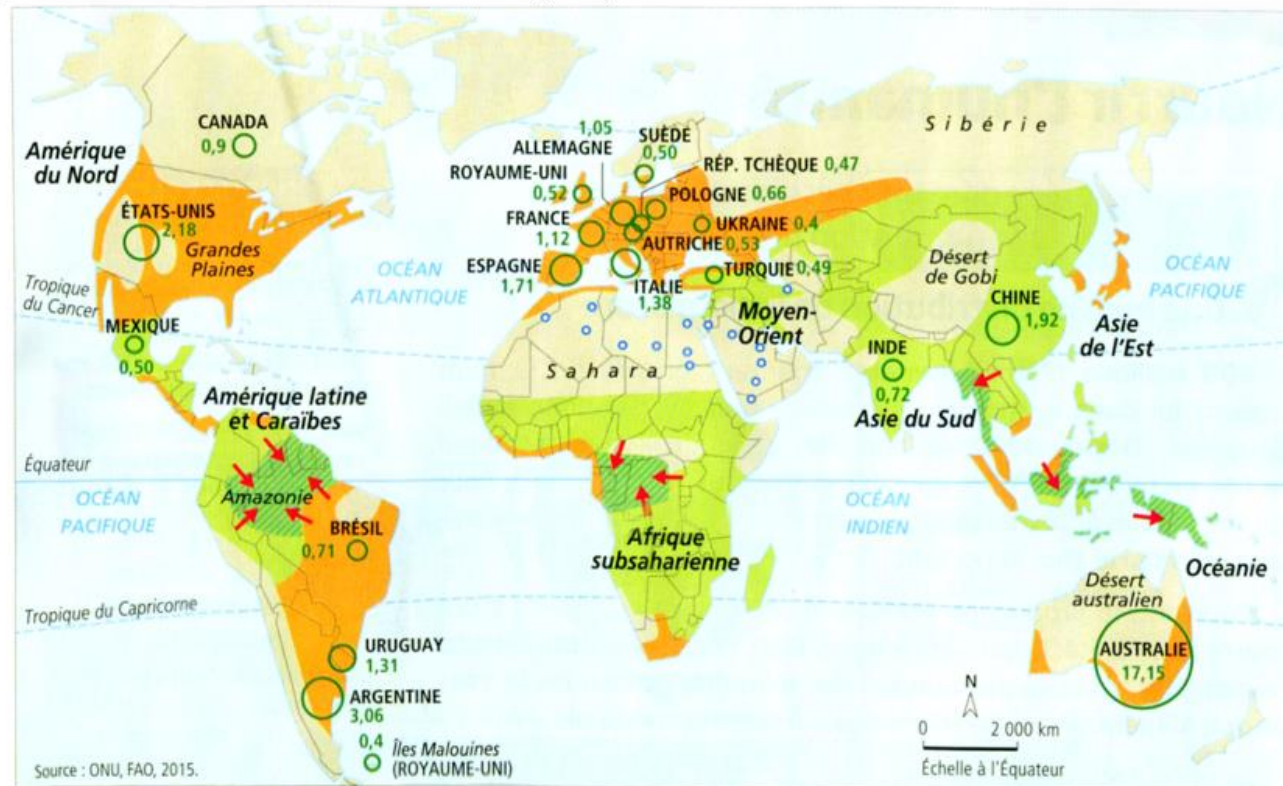 CANADA
0,9
Amérique
du Nord
ÉTATS-UNIS
2,18
Grandes
Plaines
1,05
ALLEMAGNE
SUÈDE
0,50
ROYAUME-UNI
0,52
RÉP. TCHÈQUE 0,47
POLOGNE 0,66
FRANCE
1,12
UKRAINE 0,4
AUTRICHE 0,53
ESPAGNE
1,71
ITALIE
1,38
TURQUIE 0,49
Sibérie
OCÉAN
ATLANTIQUE
Désert
de Gobi
OCÉAN
PACIFIQUE
Tropique
du Cancer
MEXIQUE
0,50
Moyen-
Orient
CHINE
1,92
Asie
de l'Est
Sahara
INDE
0,72
Asie du Sud
Amérique latine
et Caraïbes
Équateur
OCÉAN
PACIFIQUE
Amazonie
BRÉSIL
0,71
Afrique
subsaharienne
OCÉAN
INDIEN
Océanie
Tropique du Capricorne
Désert
australien
AUSTRALIE
17,15
URUGUAY
1,31
ARGENTINE
3,06
0,4
Îles Malouines
(ROYAUME-UNI)
N
0 2 000 km
Échelle à l'Équateur
Source : ONU, FAO, 2015.